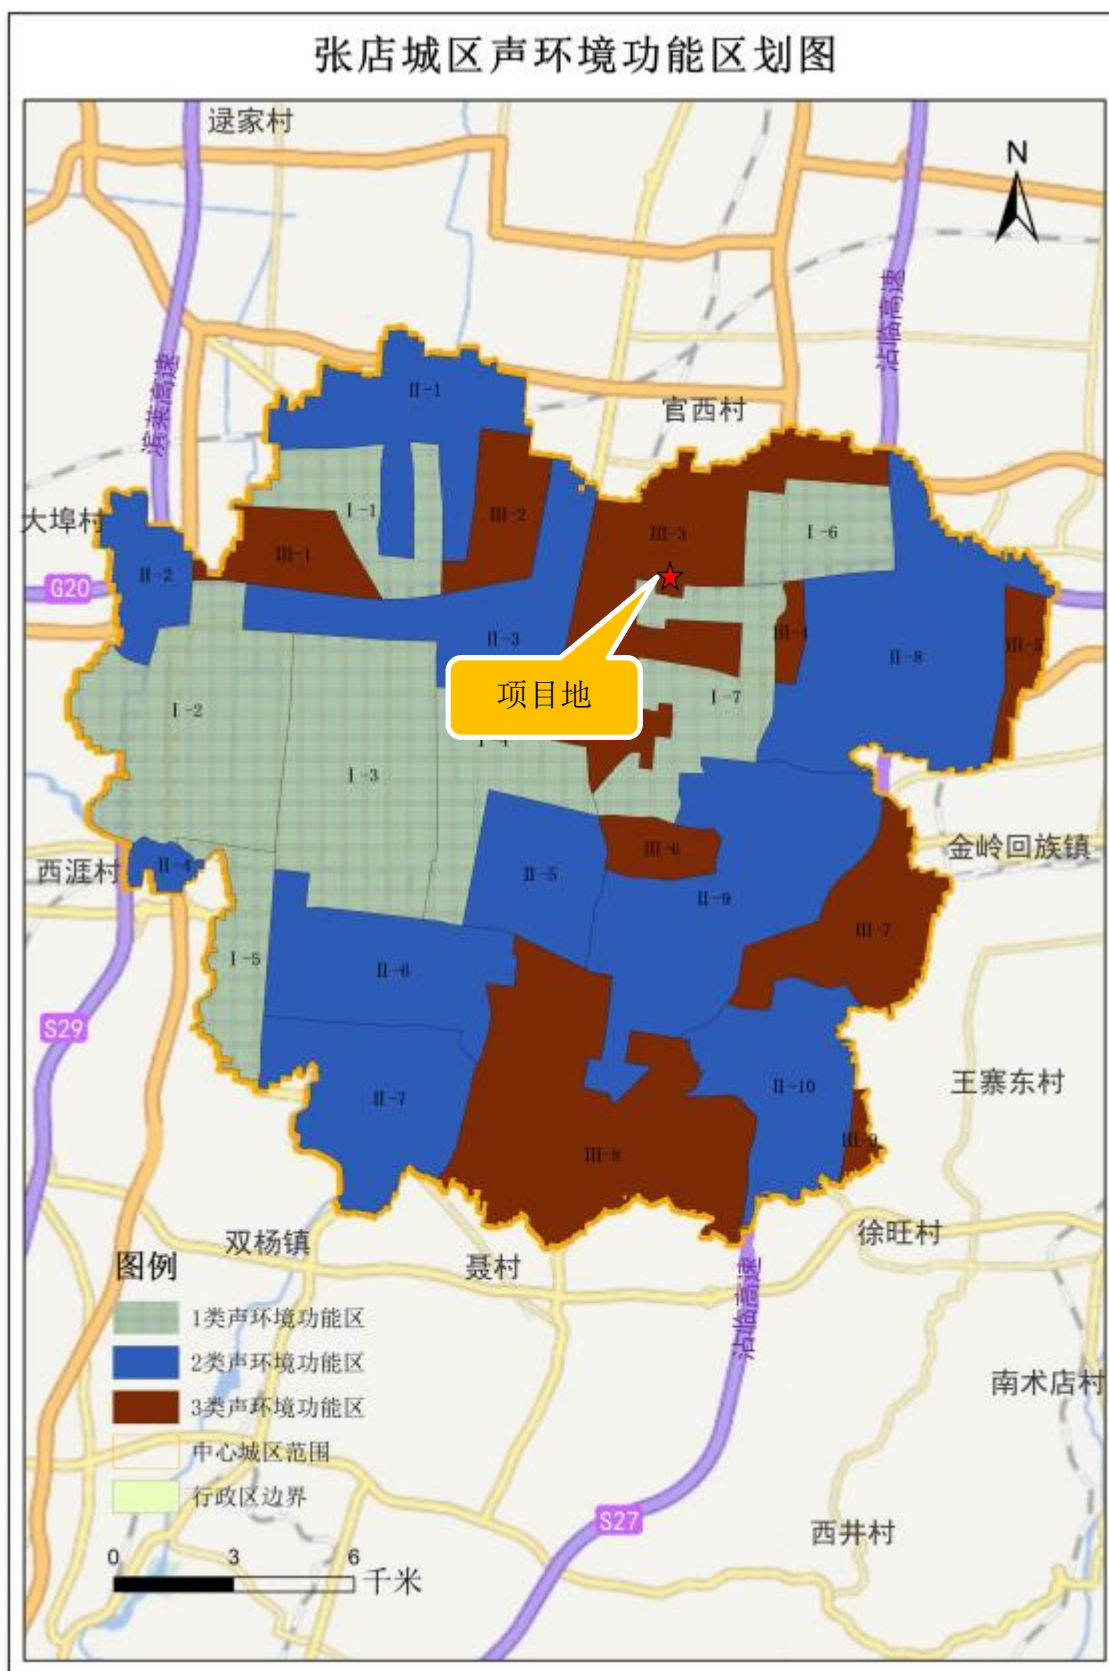 张店城区声环境功能区划图
逯家村
N
沾临高速
滨莱高速
II-1
官西村
大埠村
I-1
III-2
III-3
I-6
III-1
II-2
G20
II-3
III-4
II-8
III-5
项目地
I-2
I-7
I-4
I-3
西涯村
II-4
II-5
III-6
金岭回族镇
II-9
III-7
I-5
II-6
S29
王寨东村
II-7
II-10
III-8
III-9
双杨镇
聂村
徐旺村
沾临高速
图例
1类声环境功能区
2类声环境功能区
3类声环境功能区
中心城区范围
行政区边界
南术店村
S27
西井村
0 3 6
千米